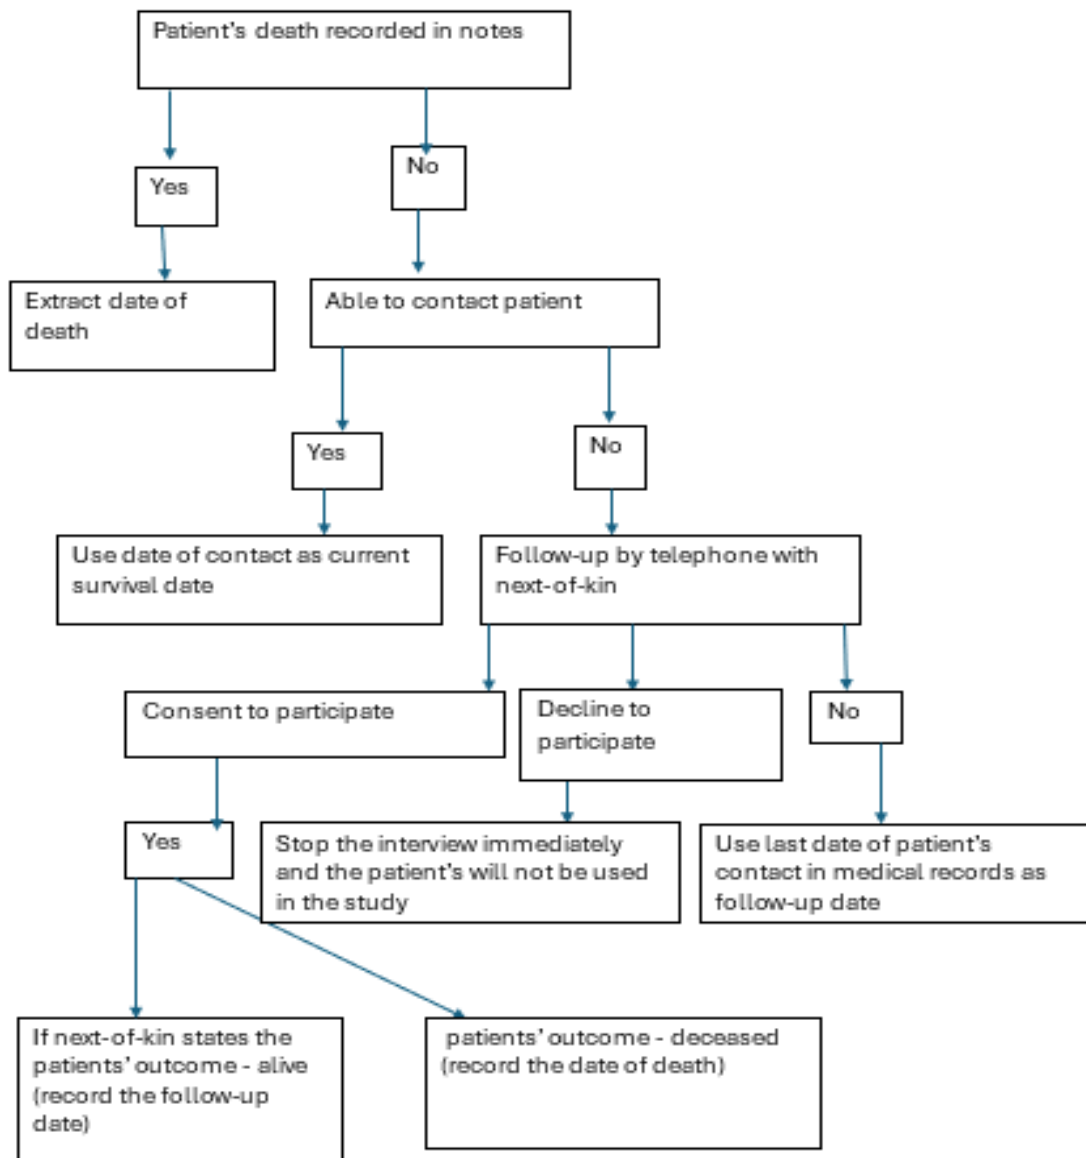 Patient's death recorded in notes
Yes
No
Extract date of
death
Able to contact patient
Yes
No
Use date of contact as current
survival date
Follow-up by telephone with
next-of-kin
Consent to participate
Decline to
participate
No
Yes
Stop the interview immediately
and the patient's will not be used
in the study
Use last date of patient's
contact in medical records as
follow-up date
If next-of-kin states the
patients' outcome - alive
(record the follow-up
date)
patients' outcome - deceased
(record the date of death)